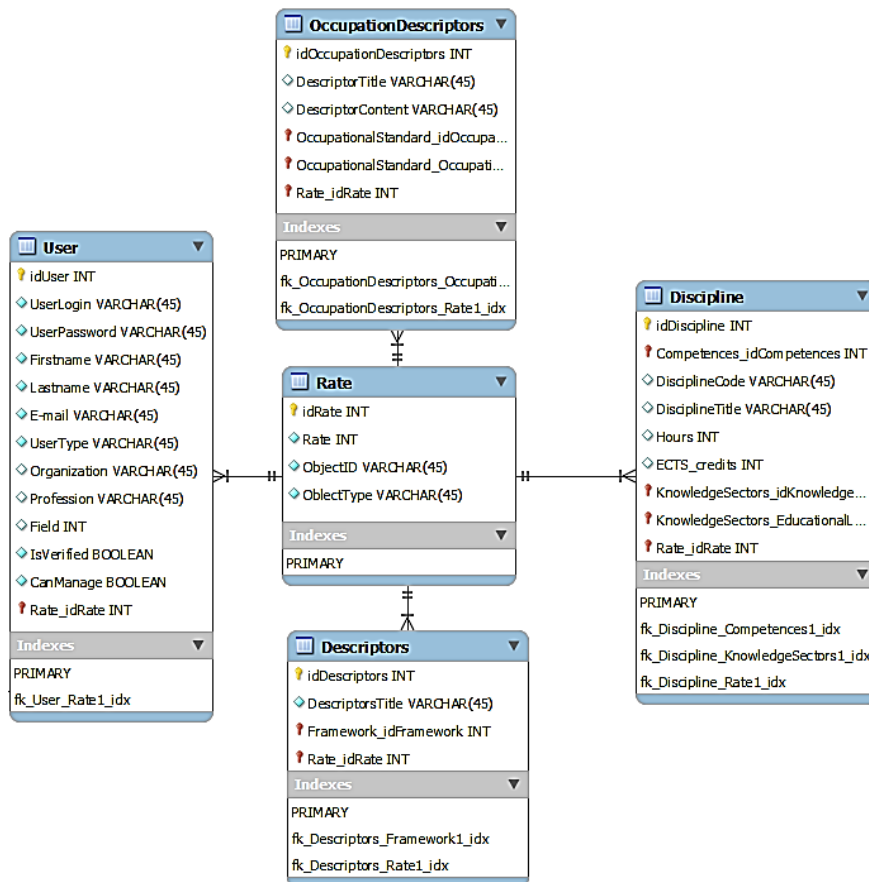 OccupationDescriptors
idOccupationDescriptors INT
DescriptorTitle VARCHAR(45)
DescriptorContent VARCHAR(45)
OccupationalStandard_idOccupa...
OccupationalStandard_Occupati...
Rate_idRate INT
Indexes
PRIMARY
fk_OccupationDescriptors_Occupati...
fk_OccupationDescriptors_Rate1_idx
User
idUser INT
UserLogin VARCHAR(45)
UserPassword VARCHAR(45)
Firstname VARCHAR(45)
Lastname VARCHAR(45)
E-mail VARCHAR(45)
UserType VARCHAR(45)
Organization VARCHAR(45)
Profession VARCHAR(45)
Field INT
IsVerified BOOLEAN
CanManage BOOLEAN
Rate_idRate INT
Indexes
PRIMARY
fk_User_Rate1_idx
Rate
idRate INT
Rate INT
ObjectID VARCHAR(45)
OblectType VARCHAR(45)
Indexes
PRIMARY
Discipline
idDiscipline INT
Competences_idCompetences INT
DisciplineCode VARCHAR(45)
DisciplineTitle VARCHAR(45)
Hours INT
ECTS_credits INT
KnowledgeSectors_idKnowledge...
KnowledgeSectors_EducationalL...
Rate_idRate INT
Indexes
PRIMARY
fk_Discipline_Competences1_idx
fk_Discipline_KnowledgeSectors1_idx
fk_Discipline_Rate1_idx
Descriptors
idDescriptors INT
DescriptorsTitle VARCHAR(45)
Framework_idFramework INT
Rate_idRate INT
Indexes
PRIMARY
fk_Descriptors_Framework1_idx
fk_Descriptors_Rate1_idx